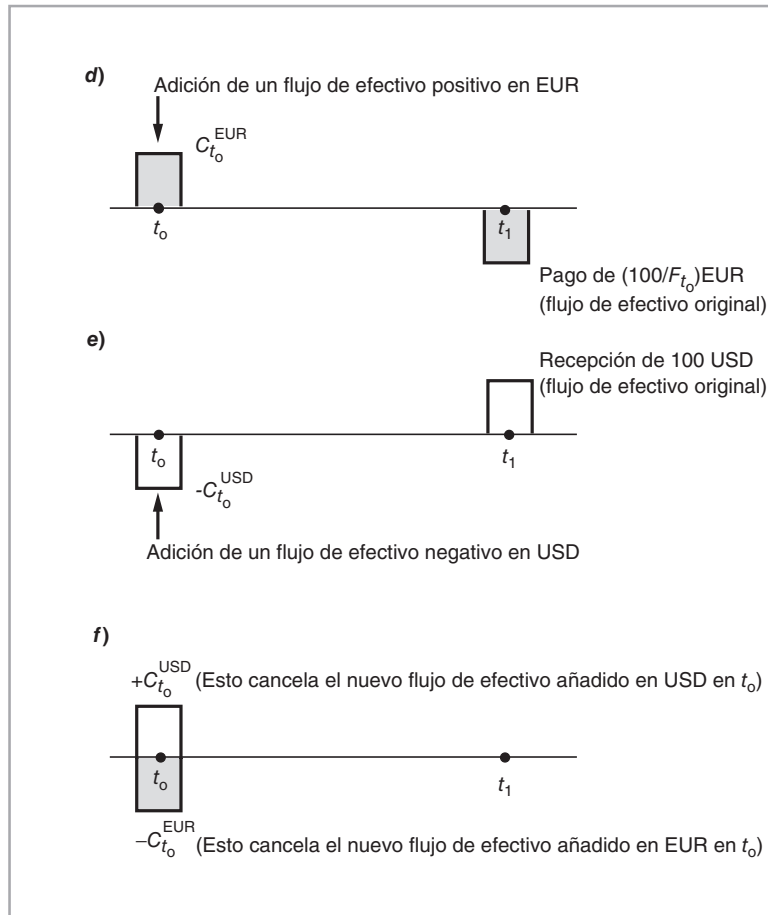 d)
Adición de un flujo de efectivo positivo en EUR
C_{t_o}^{EUR}
t_o
t_1
Pago de (100/F_{t_o})EUR
(flujo de efectivo original)
e)
Recepción de 100 USD
(flujo de efectivo original)
t_o
t_1
-C_{t_o}^{USD}
Adición de un flujo de efectivo negativo en USD
f)
+C_{t_o}^{USD} (Esto cancela el nuevo flujo de efectivo añadido en USD en t_o)
t_o
t_1
–C_{t_o}^{EUR} (Esto cancela el nuevo flujo de efectivo añadido en EUR en t_o)